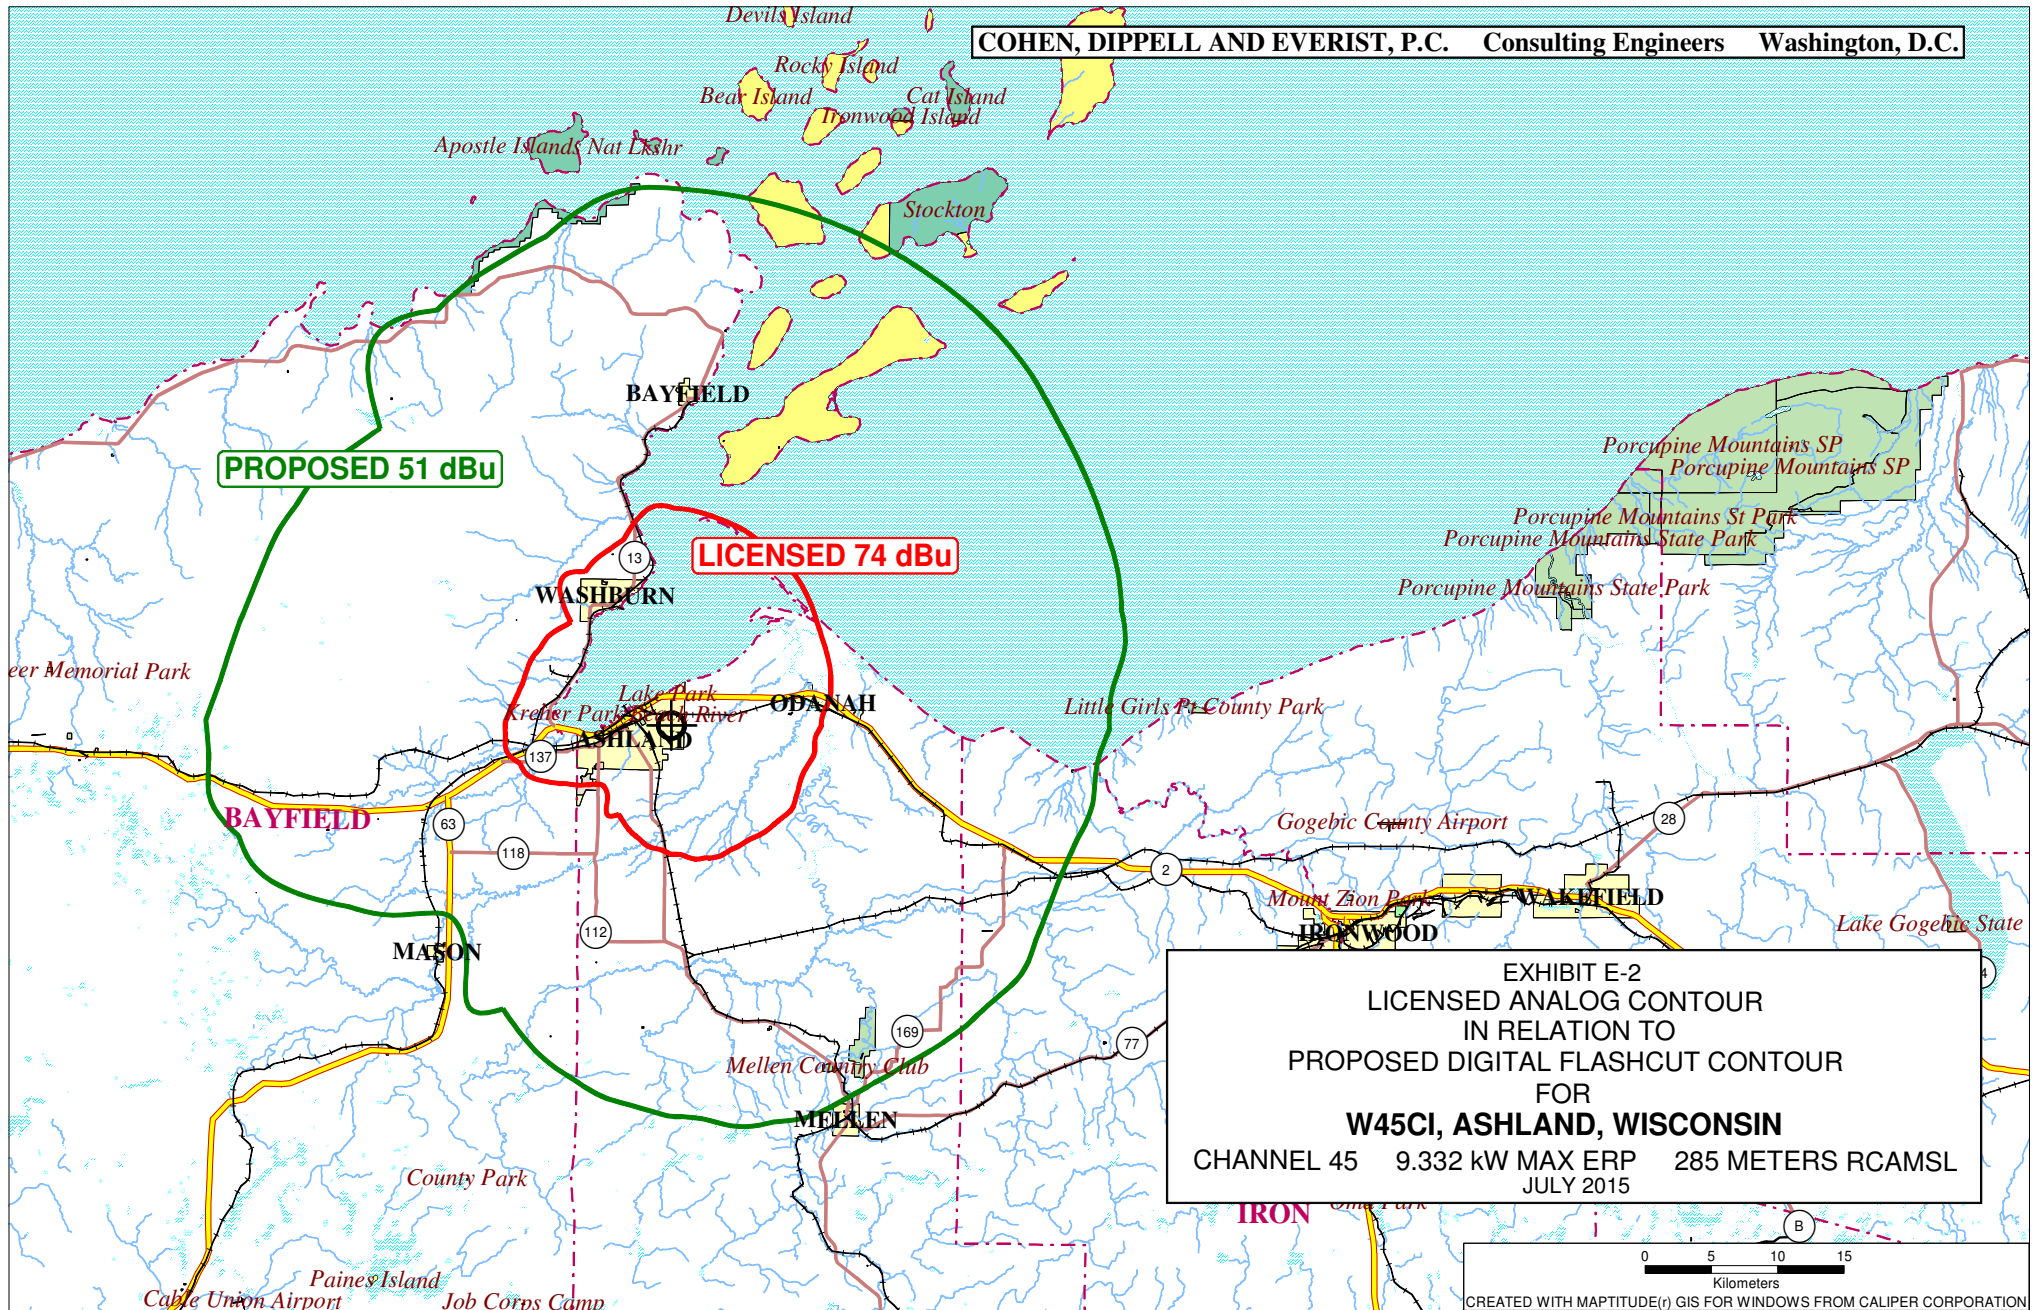 Devils Island
COHEN, DIPPELL AND EVERIST, P.C. Consulting Engineers Washington, D.C.
Rocky Island
Bear Island
Cat Island
Ironwood Island
Apostle Islands Nat Lkshr
Stockton
BAYFIELD
PROPOSED 51 dBu
Porcupine Mountains SP
Porcupine Mountains SP
Porcupine Mountains St Park
Porcupine Mountains State Park
LICENSED 74 dBu
13
WASHBURN
Porcupine Mountains State Park
eer Memorial Park
Lake Park
ODANAH
Little Girls Pt County Park
Kreher Park Beach River
ASHLAND
137
BAYFIELD
63
Gogebic County Airport
28
118
2
Mount Zion Park
WAKEFIELD
112
IRONWOOD
Lake Gogebic State
MASON
4
EXHIBIT E-2
LICENSED ANALOG CONTOUR
IN RELATION TO
PROPOSED DIGITAL FLASHCUT CONTOUR
FOR
W45CI, ASHLAND, WISCONSIN
CHANNEL 45 9.332 kW MAX ERP 285 METERS RCAMSL
JULY 2015
169
77
Mellen Country Club
MELLEN
County Park
IRON
Park
B
0 5 10 15
Kilometers
Paines Island
Cable Union Airport
Job Corps Camp
CREATED WITH MAPTITUDE(r) GIS FOR WINDOWS FROM CALIPER CORPORATION